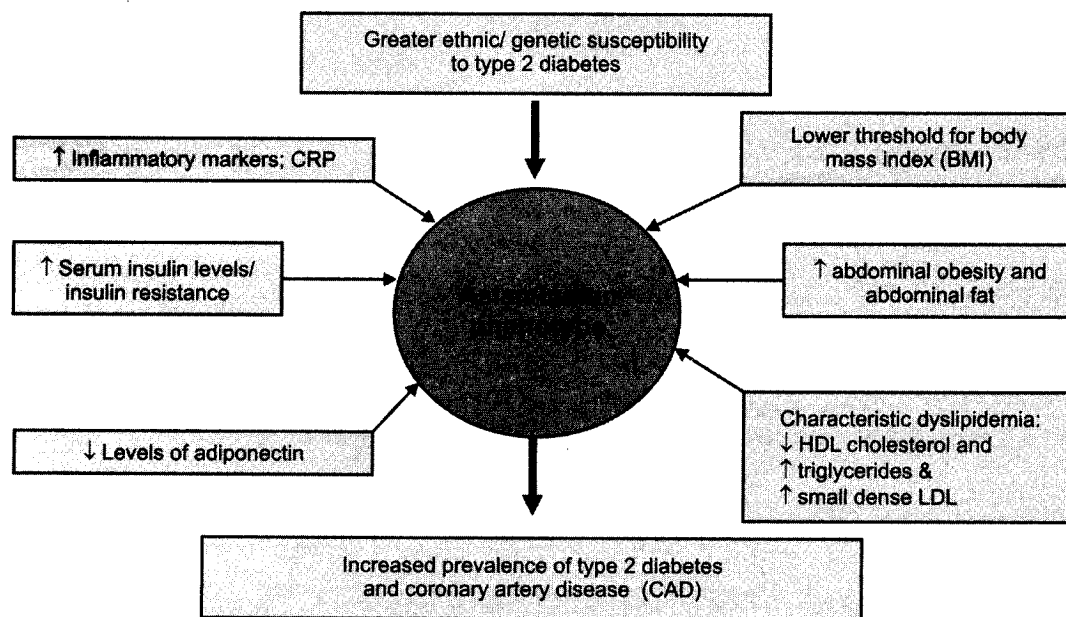 Greater ethnic/ genetic susceptibility
to type 2 diabetes
↑ Inflammatory markers; CRP
Lower threshold for body
mass index (BMI)
↑ Serum insulin levels/
insulin resistance
phenotype
↑ abdominal obesity and
abdominal fat
↓ Levels of adiponectin
Characteristic dyslipidemia:
↓ HDL cholesterol and
↑ triglycerides &
↑ small dense LDL
Increased prevalence of type 2 diabetes
and coronary artery disease (CAD)